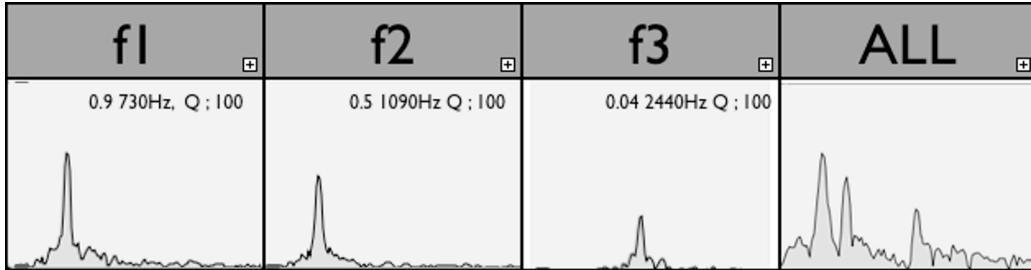 f1
f2
f3
ALL
0.9 730Hz, Q ; 100
0.5 1090Hz Q ; 100
0.04 2440Hz Q ; 100